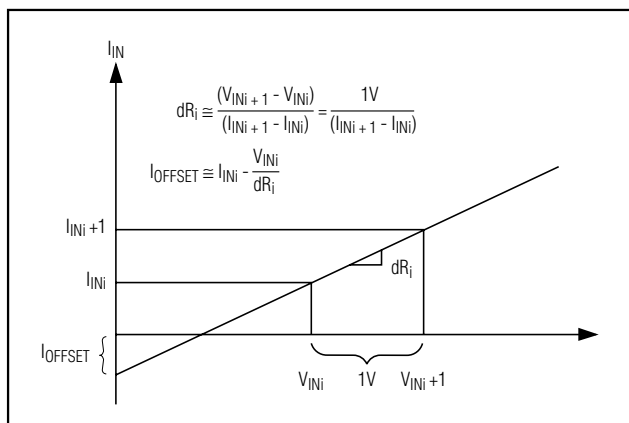 I_IN
dR_i ≅ (V_INi + 1 - V_INi) / (I_INi + 1 - I_INi) = 1V / (I_INi + 1 - I_INi)
I_OFFSET ≅ I_INi - V_INi / dR_i
I_INi + 1
I_INi
dR_i
I_OFFSET
V_INi 1V V_INi + 1